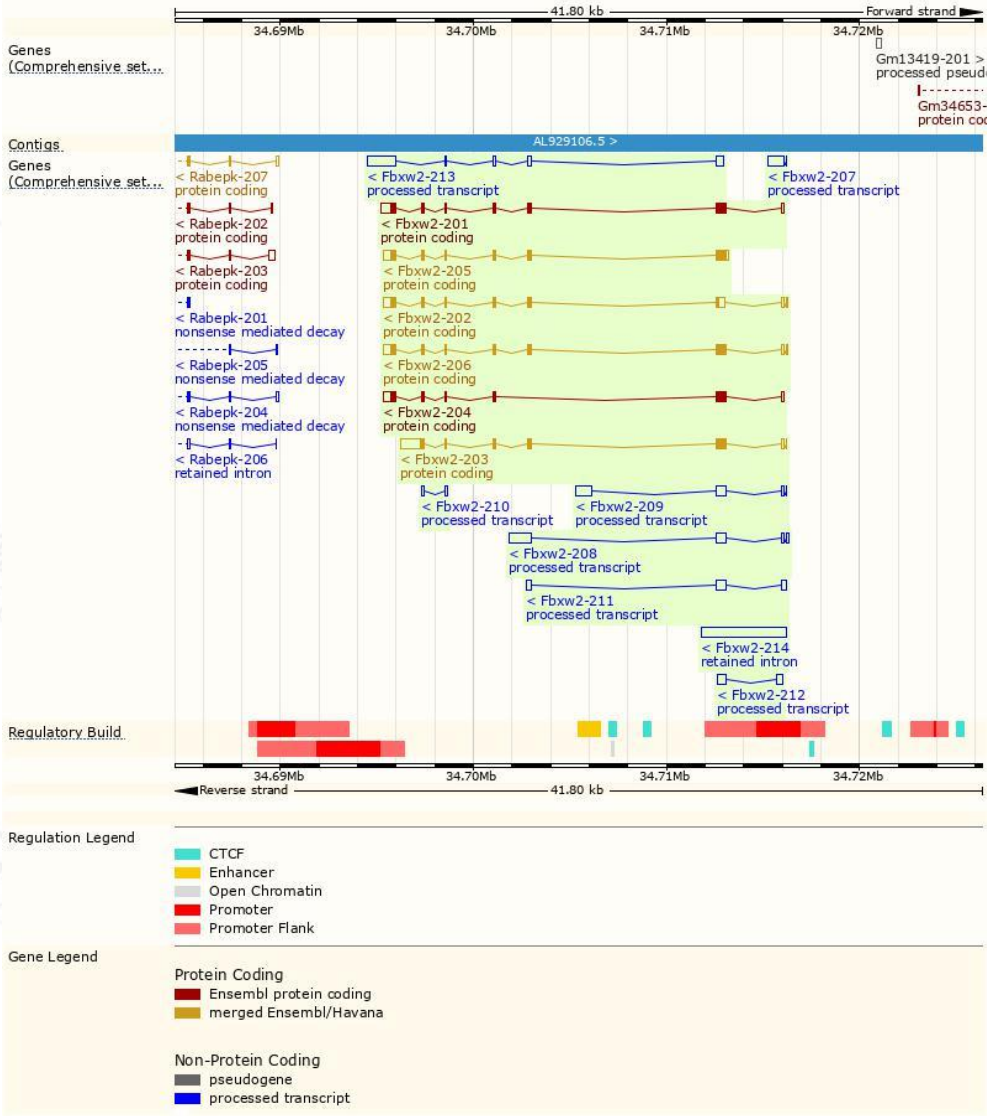 41.80 kb Forward strand
34.69Mb 34.70Mb 34.71Mb 34.72Mb
Genes
(Comprehensive set...
Gm13419-201 >
processed pseud
Gm34653-
protein cod
Contigs AL929106.5 >
Genes
(Comprehensive set...
< Rabepk-207 < Fbxw2-213 < Fbxw2-207
protein coding processed transcript processed transcript
< Rabepk-202 < Fbxw2-201
protein coding protein coding
< Rabepk-203 < Fbxw2-205
protein coding protein coding
< Rabepk-201 < Fbxw2-202
nonsense mediated decay protein coding
< Rabepk-205 < Fbxw2-206
nonsense mediated decay protein coding
< Rabepk-204 < Fbxw2-204
nonsense mediated decay protein coding
< Rabepk-206 < Fbxw2-203
retained intron protein coding
< Fbxw2-210 < Fbxw2-209
processed transcript processed transcript
< Fbxw2-208
processed transcript
< Fbxw2-211
processed transcript
< Fbxw2-214
retained intron
< Fbxw2-212
processed transcript
Regulatory Build
34.69Mb 34.70Mb 34.71Mb 34.72Mb
Reverse strand 41.80 kb
Regulation Legend
CTCF
Enhancer
Open Chromatin
Promoter
Promoter Flank
Gene Legend
Protein Coding
Ensembl protein coding
merged Ensembl/Havana
Non-Protein Coding
pseudogene
processed transcript